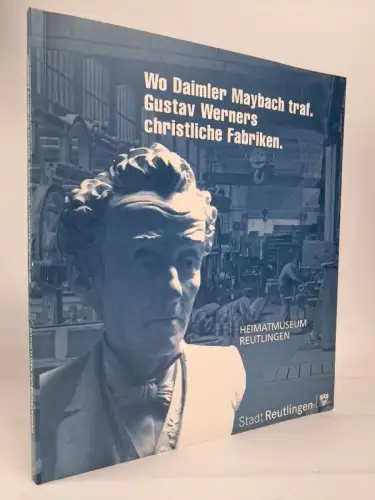 Wo Daimler Maybach traf.
Gustav Werners
christliche Fabriken.
HEIMATMUSEUM
REUTLINGEN
Stadt Reutlingen